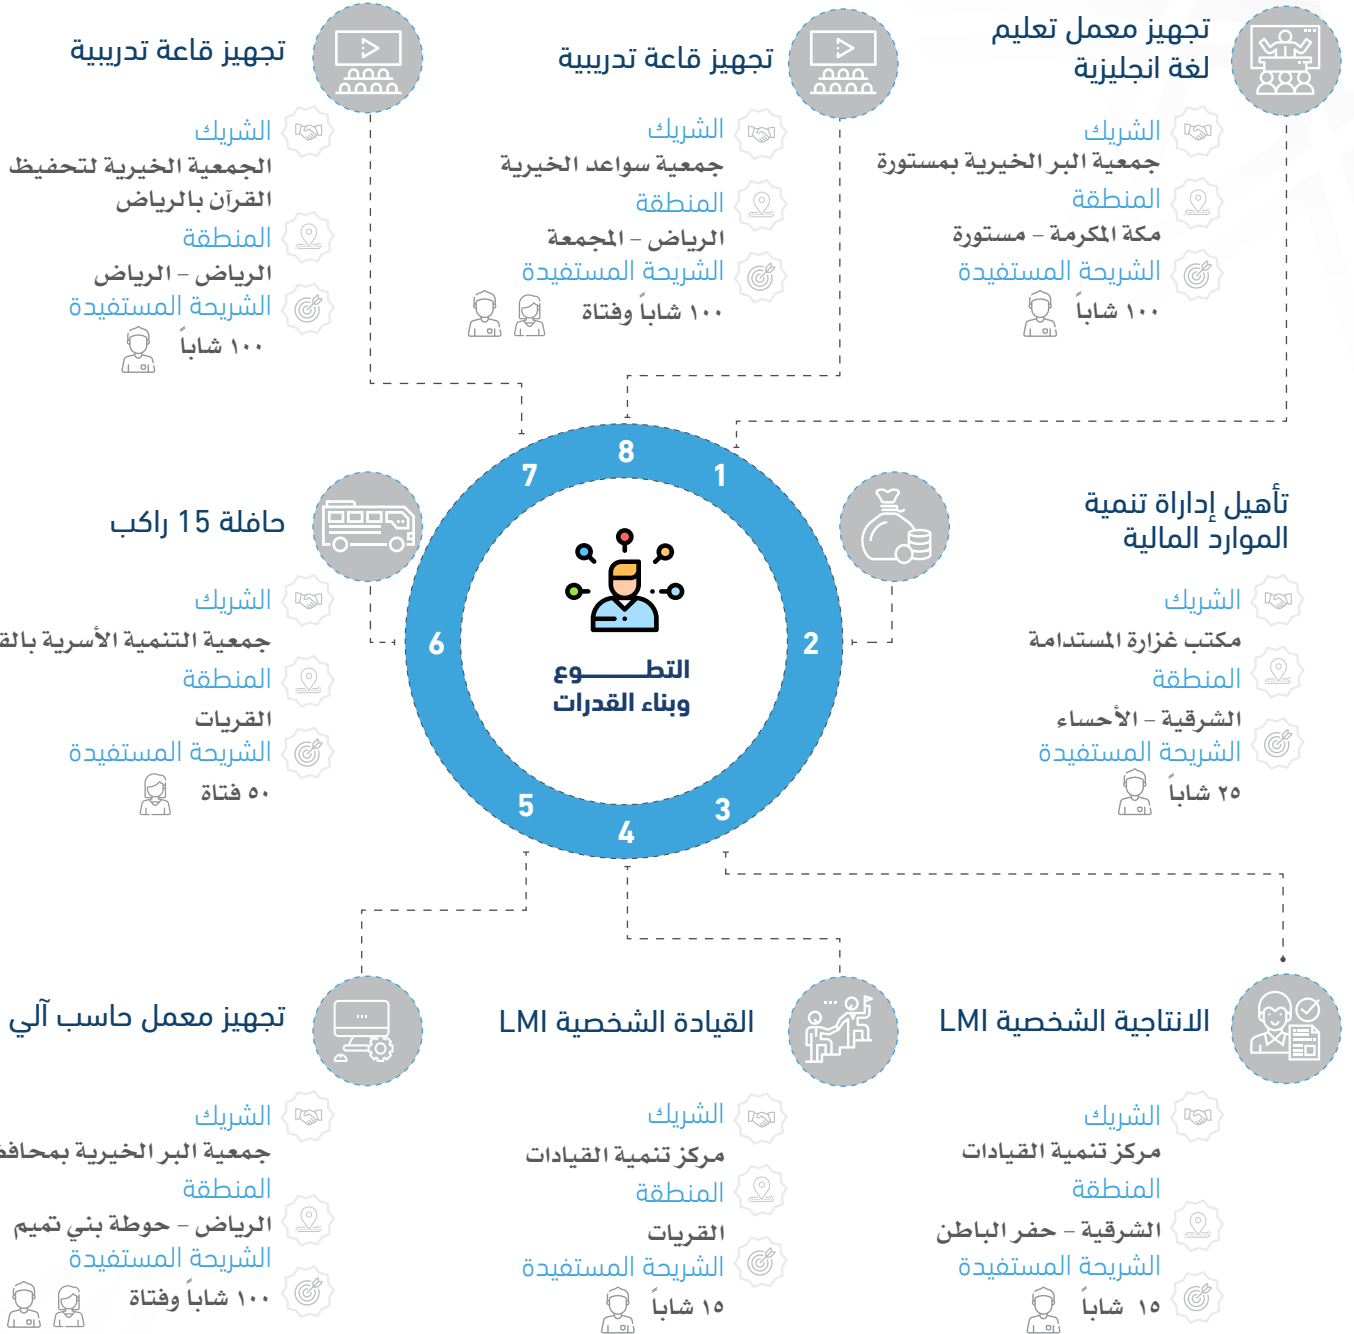 تجهيز معمل تعليم
لغة انجليزية
الشريك
جمعية البر الخيرية بمستورة
المنطقة
مكة المكرمة – مستورة
الشريحة المستفيدة
١٠٠ شاباً
تجهيز قاعة تدريبية
الشريك
جمعية سواعد الخيرية
المنطقة
الرياض – المجمعة
الشريحة المستفيدة
١٠٠ شاباً وفتاة
تجهيز قاعة تدريبية
الشريك
الجمعية الخيرية لتحفيظ
القرآن بالرياض
المنطقة
الرياض – الرياض
الشريحة المستفيدة
١٠٠ شاباً
8
1
7
2
6
3
5
4
التطـــــــوع
وبناء القدرات
تأهيل إداراة تنمية
الموارد المالية
الشريك
مكتب غزارة المستدامة
المنطقة
الشرقية – الأحساء
الشريحة المستفيدة
٢٥ شاباً
حافلة 15 راكب
الشريك
جمعية التنمية الأسرية
المنطقة
القريات
الشريحة المستفيدة
٥٠ فتاة
الانتاجية الشخصية LMI
الشريك
مركز تنمية القيادات
المنطقة
الشرقية – حفر الباطن
الشريحة المستفيدة
١٥ شاباً
القيادة الشخصية LMI
الشريك
مركز تنمية القيادات
المنطقة
القريات
الشريحة المستفيدة
١٥ شاباً
تجهيز معمل حاسب آلي
الشريك
جمعية البر الخيرية
المنطقة
الرياض – حوطة بني تميم
الشريحة المستفيدة
١٠٠ شاباً وفتاة